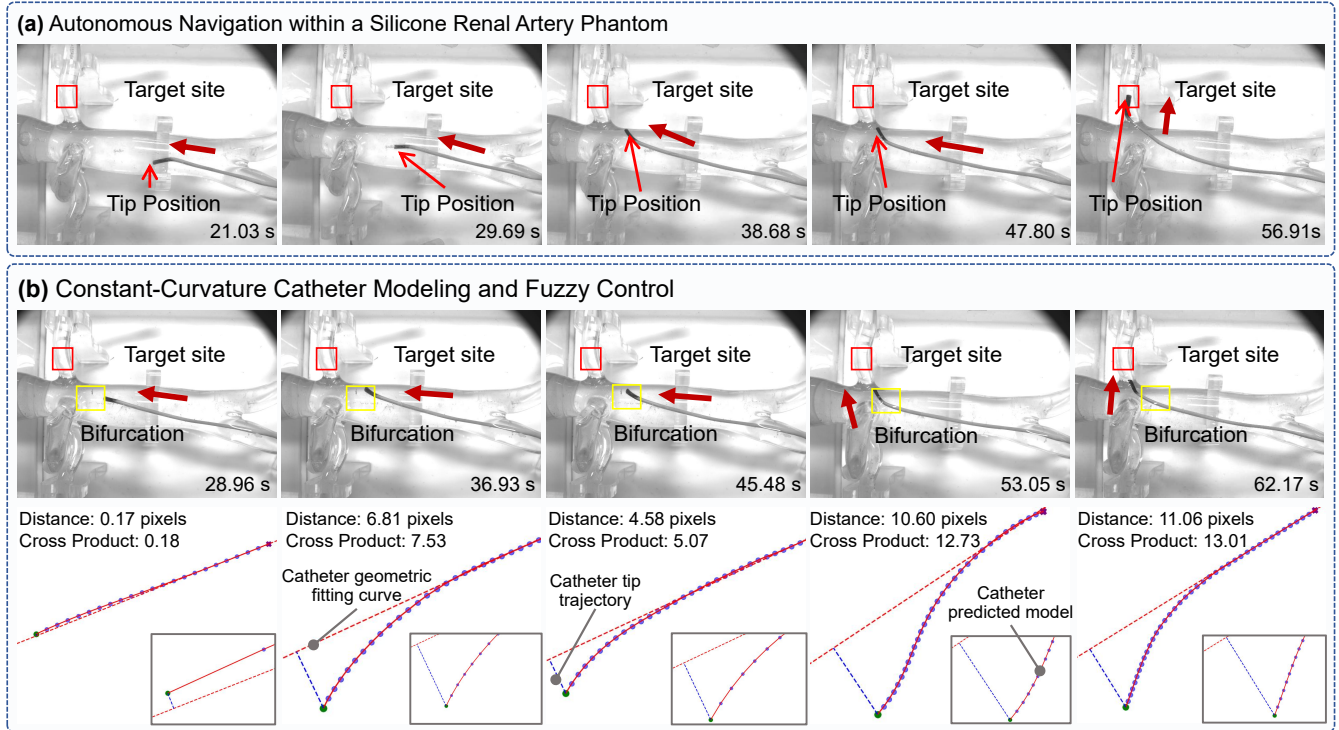 (a) Autonomous Navigation within a Silicone Renal Artery Phantom
Target site
Tip Position
21.03 s
Target site
Tip Position
29.69 s
Target site
Tip Position
38.68 s
Target site
Tip Position
47.80 s
Target site
Tip Position
56.91s
(b) Constant-Curvature Catheter Modeling and Fuzzy Control
Target site
Bifurcation
28.96 s
Target site
Bifurcation
36.93 s
Target site
Bifurcation
45.48 s
Target site
Bifurcation
53.05 s
Target site
Bifurcation
62.17 s
Distance: 0.17 pixels
Cross Product: 0.18
Distance: 6.81 pixels
Cross Product: 7.53
Catheter geometric
fitting curve
Distance: 4.58 pixels
Cross Product: 5.07
Catheter tip
trajectory
Distance: 10.60 pixels
Cross Product: 12.73
Catheter
predicted model
Distance: 11.06 pixels
Cross Product: 13.01